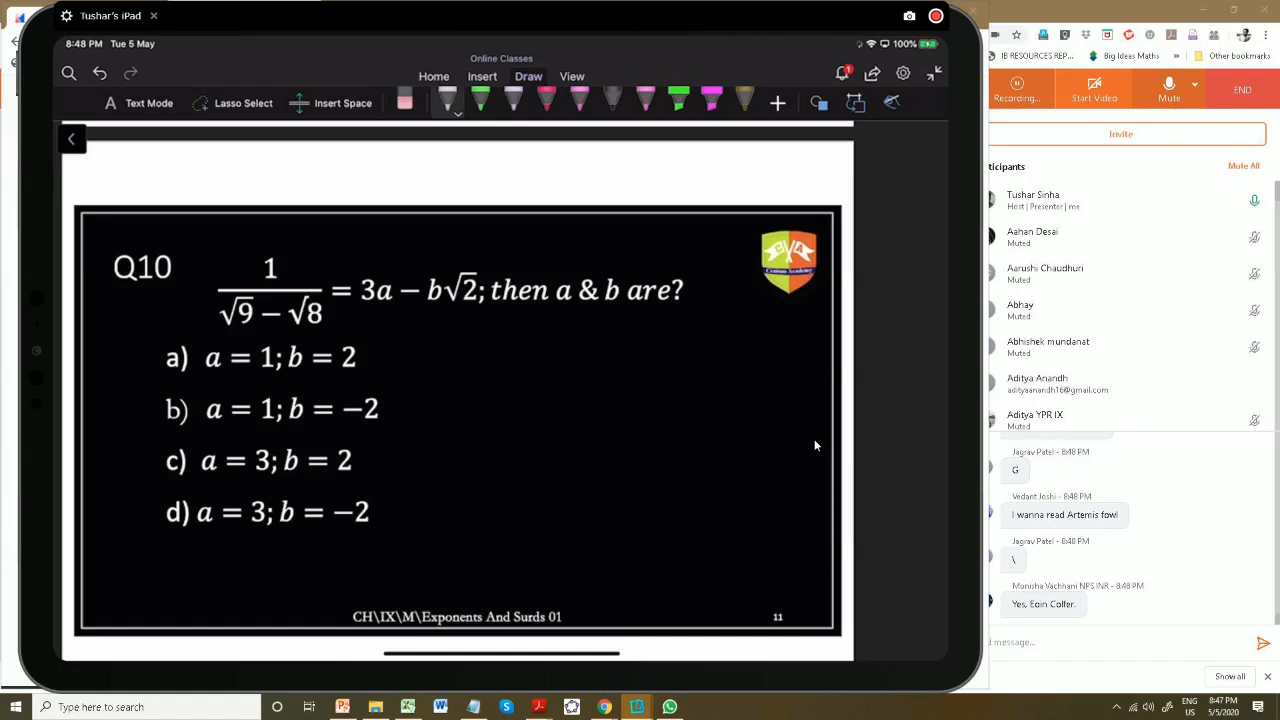 Tushar's iPad ×
8:48 PM Tue 5 May
100%
Online Classes
Home Insert Draw View
1
A Text Mode Lasso Select Insert Space
Q10
1/(√9 − √8) = 3a − b√2; then a & b are?
a) a = 1; b = 2
b) a = 1; b = −2
c) a = 3; b = 2
d) a = 3; b = −2
Centum Academy
CH\IX\M\Exponents And Surds 01
11
IB RESOURCES REP... Big Ideas Maths » Other bookmarks
Recording... Start Video Mute END
Invite
rticipants Mute All
Tushar Sinha
Host | Presenter | me
Aahan Desai
Muted
Aarushi Chaudhuri
Muted
Abhay
Muted
Abhishek mundanat
Muted
Aditya Anandh
adityaanandh16@gmail.com
Aditya YPR IX
Muted
Jagrav Patel - 8:48 PM
G
Vedant Joshi - 8:48 PM
I wanna read Artemis fowl
Jagrav Patel - 8:48 PM
\
Monisha Vachhani NPS INR - 8:48 PM
Yes, Eoin Colfer.
d message...
Show all ×
Type here to search
ENG
US
8:47 PM
5/5/2020